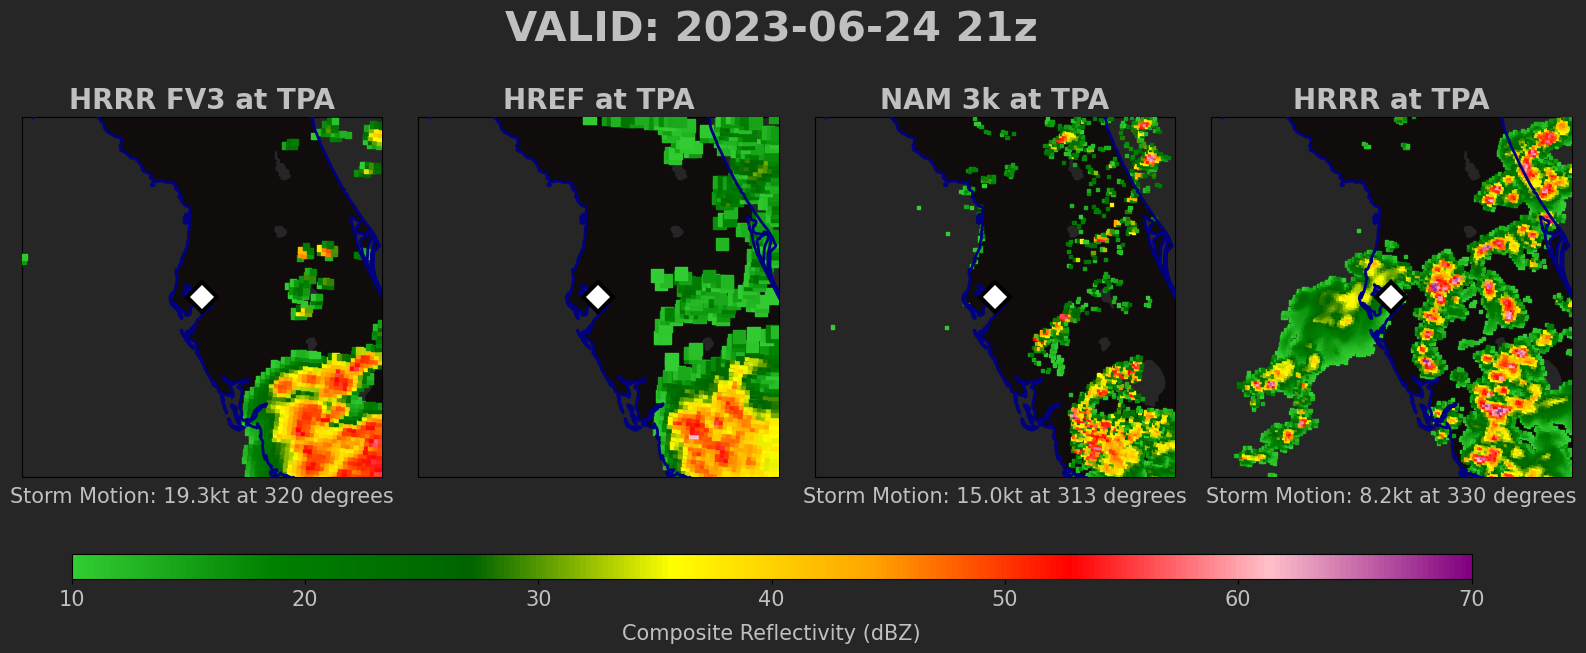 VALID: 2023-06-24 21z
HRRR FV3 at TPA
HREF at TPA
NAM 3k at TPA
HRRR at TPA
Storm Motion: 19.3kt at 320 degrees
Storm Motion: 15.0kt at 313 degrees
Storm Motion: 8.2kt at 330 degrees
10 20 30 40 50 60 70
Composite Reflectivity (dBZ)